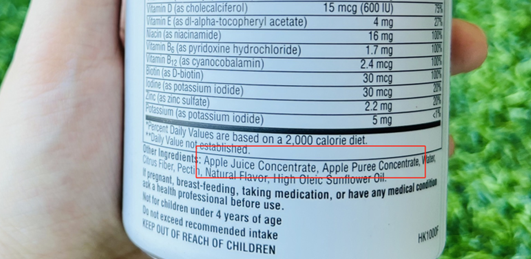 Vitamin D (as cholecalciferol) 15 mcg (600 IU) 75%
Vitamin E (as dl-alpha-tocopheryl acetate) 4 mg 27%
Niacin (as niacinamide) 16 mg 100%
Vitamin B6 (as pyridoxine hydrochloride) 1.7 mg 100%
Vitamin B12 (as cyanocobalamin) 2.4 mcg 100%
Biotin (as D-biotin) 30 mcg 100%
Iodine (as potassium iodide) 30 mcg 20%
Zinc (as zinc sulfate) 2.2 mg 20%
Potassium (as potassium iodide) 5 mg <1%
*Percent Daily Values are based on a 2,000 calorie diet.
**Daily Value not established.
Other Ingredients: Apple Juice Concentrate, Apple Puree Concentrate, Water,
Citrus Fiber, Pectin, Natural Flavor, High Oleic Sunflower Oil.
If pregnant, breast-feeding, taking medication, or have any medical condition
ask a health professional before use.
Not for children under 4 years of age
Do not exceed recommended intake
KEEP OUT OF REACH OF CHILDREN
HK1000F